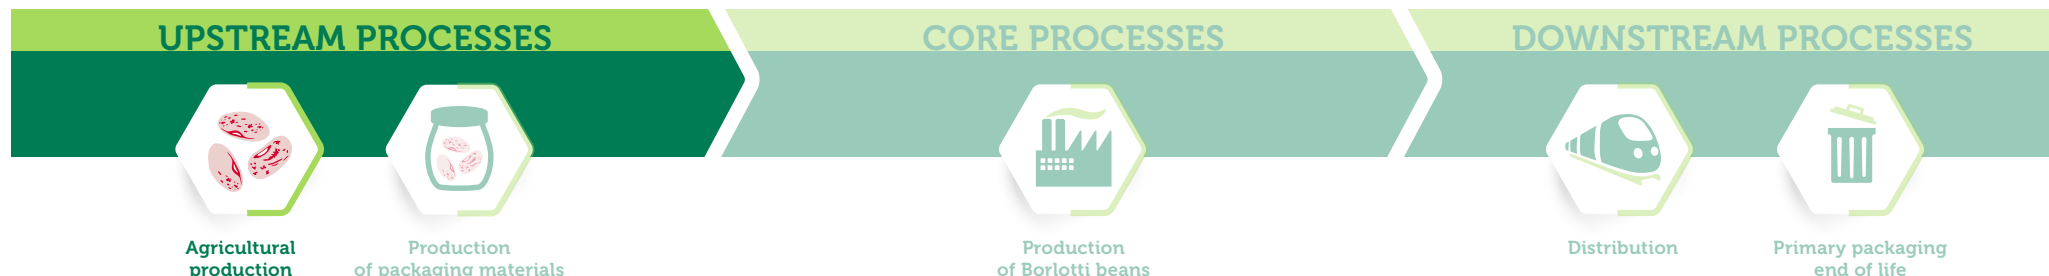 UPSTREAM PROCESSES
CORE PROCESSES
DOWNSTREAM PROCESSES
Agricultural
production
Production
of packaging materials
Production
of Borlotti beans
Distribution
Primary packaging
end of life